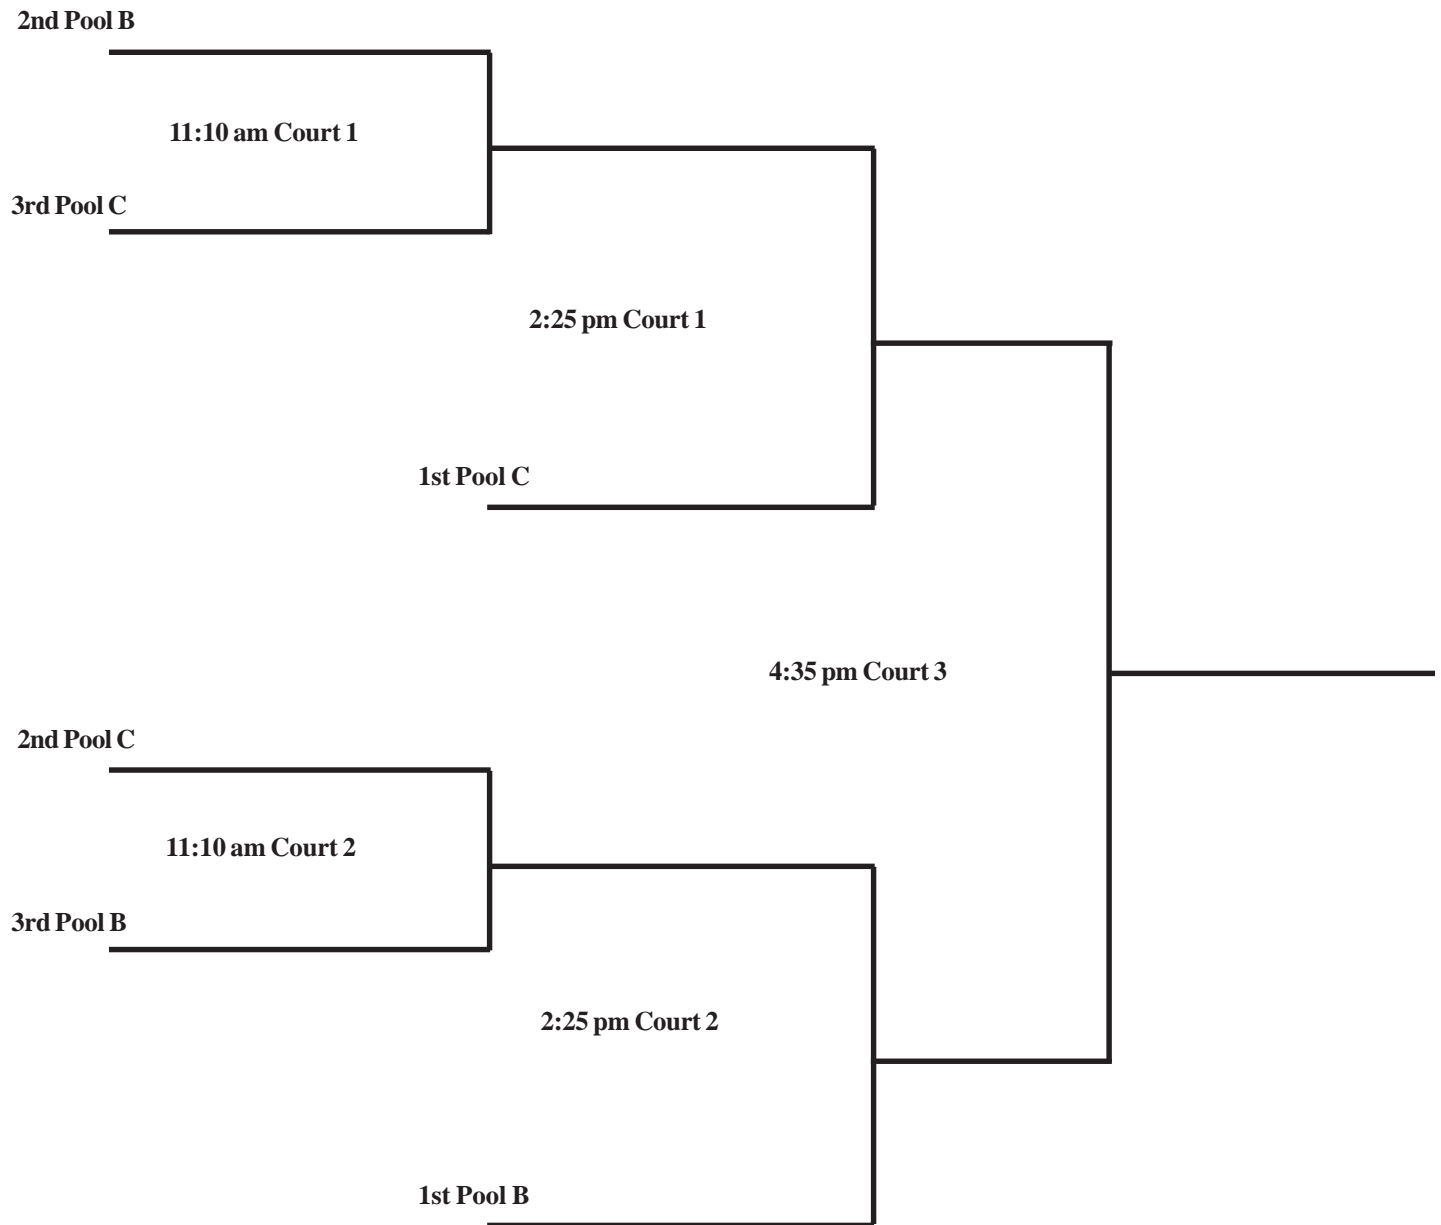 2nd Pool B
11:10 am Court 1
3rd Pool C
2:25 pm Court 1
1st Pool C
4:35 pm Court 3
2nd Pool C
11:10 am Court 2
3rd Pool B
2:25 pm Court 2
1st Pool B